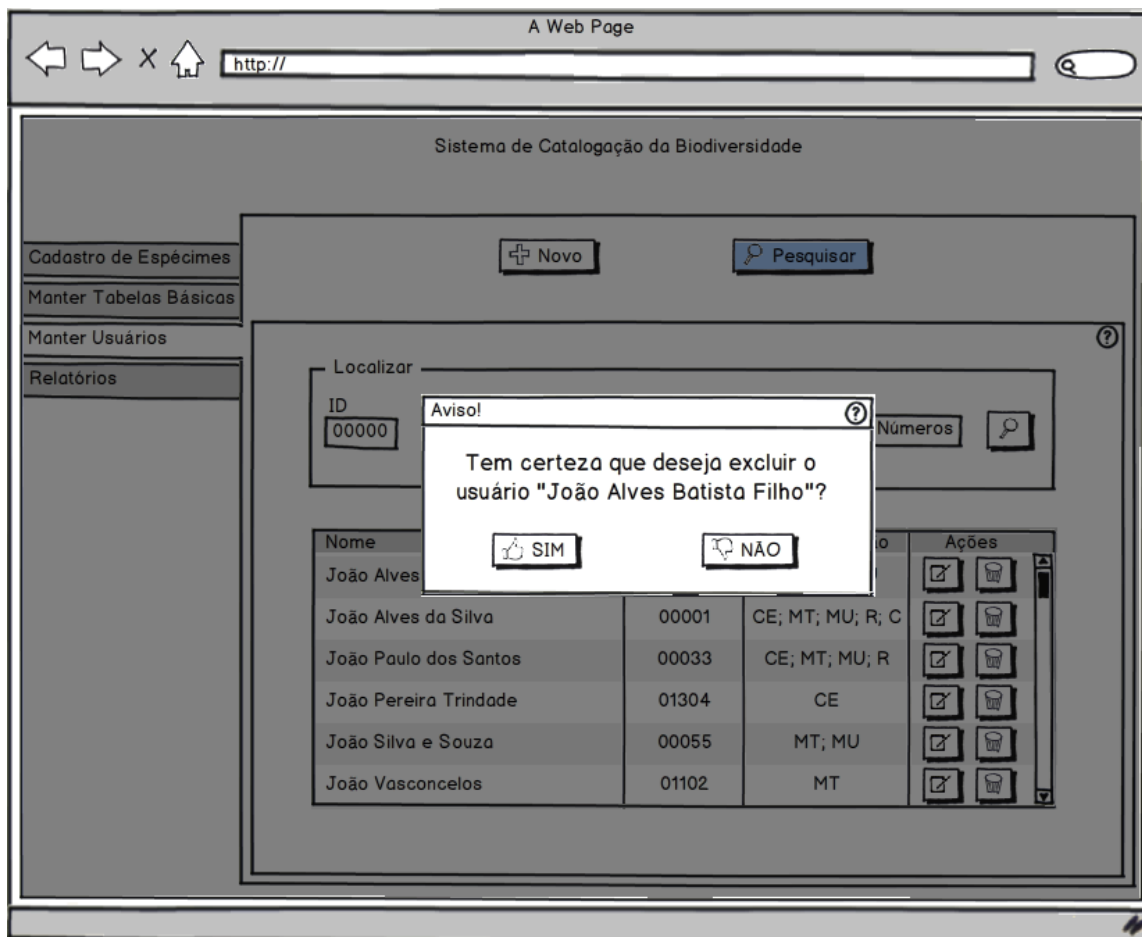 A Web Page
http://
Sistema de Catalogação da Biodiversidade
Novo
Pesquisar
Cadastro de Espécimes
Manter Tabelas Básicas
Manter Usuários
Relatórios
Localizar
ID
00000
Números
Aviso!
Tem certeza que deseja excluir o
usuário "João Alves Batista Filho"?
SIM
NÃO
Nome Ações
João Alves
João Alves da Silva 00001 CE; MT; MU; R; C
João Paulo dos Santos 00033 CE; MT; MU; R
João Pereira Trindade 01304 CE
João Silva e Souza 00055 MT; MU
João Vasconcelos 01102 MT